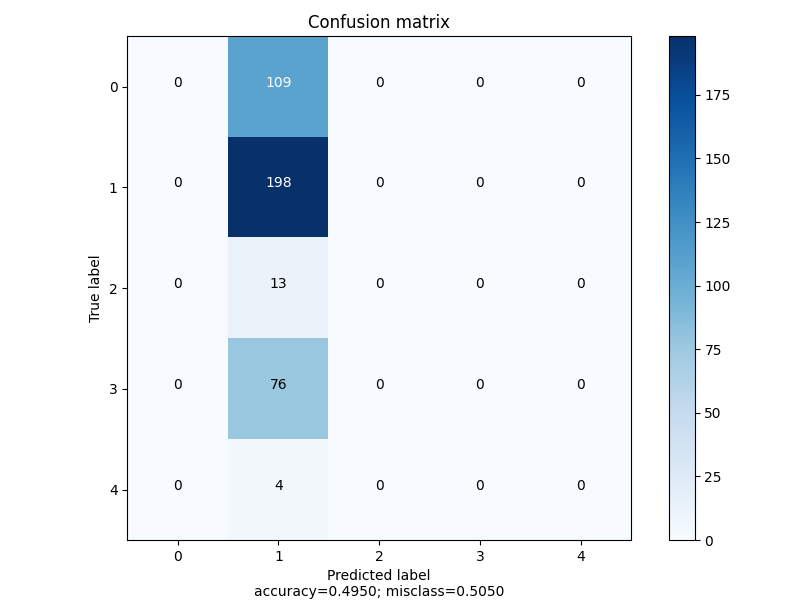 Confusion matrix
0 0 109 0 0 0
1 0 198 0 0 0
2 0 13 0 0 0
3 0 76 0 0 0
4 0 4 0 0 0
0 1 2 3 4
True label
Predicted label
accuracy=0.4950; misclass=0.5050
175
150
125
100
75
50
25
0